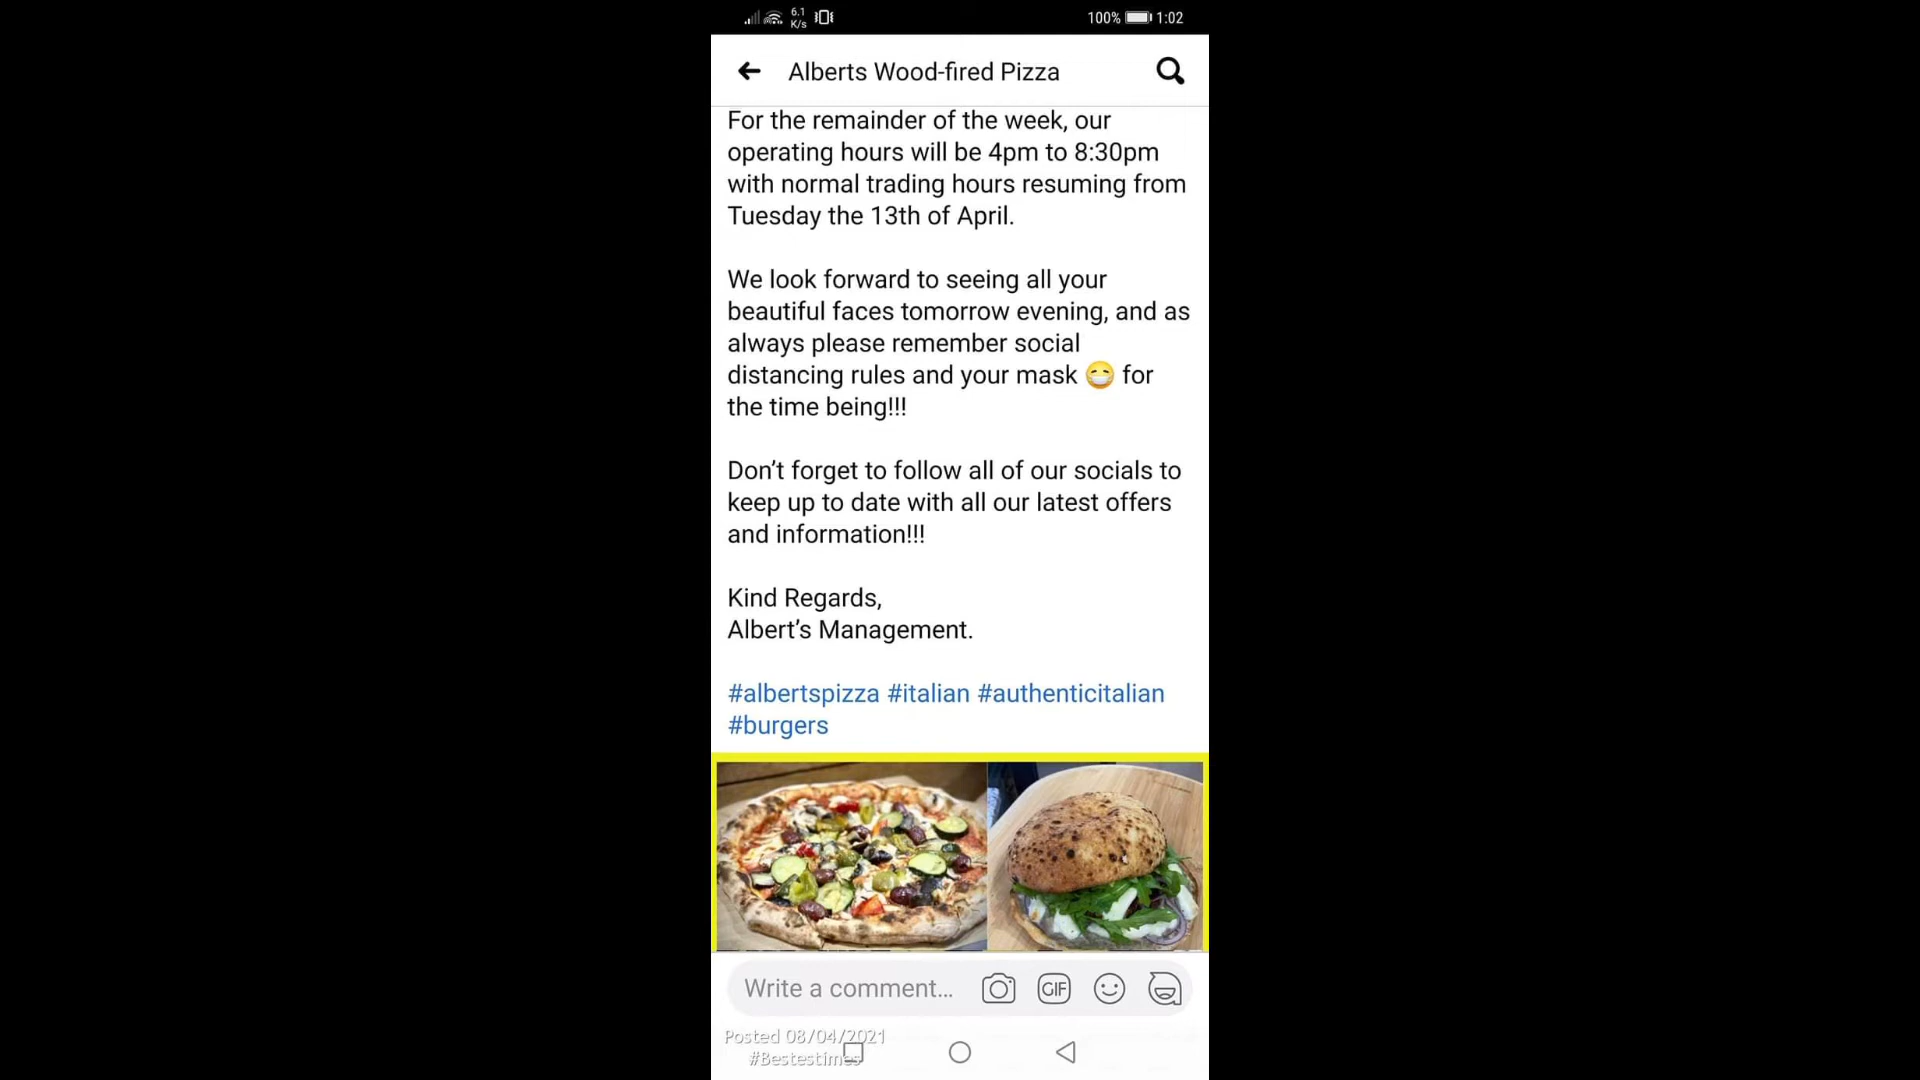 6.1
K/s
100%
1:02
Alberts Wood-fired Pizza
For the remainder of the week, our
operating hours will be 4pm to 8:30pm
with normal trading hours resuming from
Tuesday the 13th of April.
We look forward to seeing all your
beautiful faces tomorrow evening, and as
always please remember social
distancing rules and your mask 😷 for
the time being!!!
Don’t forget to follow all of our socials to
keep up to date with all our latest offers
and information!!!
Kind Regards,
Albert’s Management.
#albertspizza #italian #authenticitalian
#burgers
Write a comment...
GIF
Posted 08/04/2021
#Bestestimes